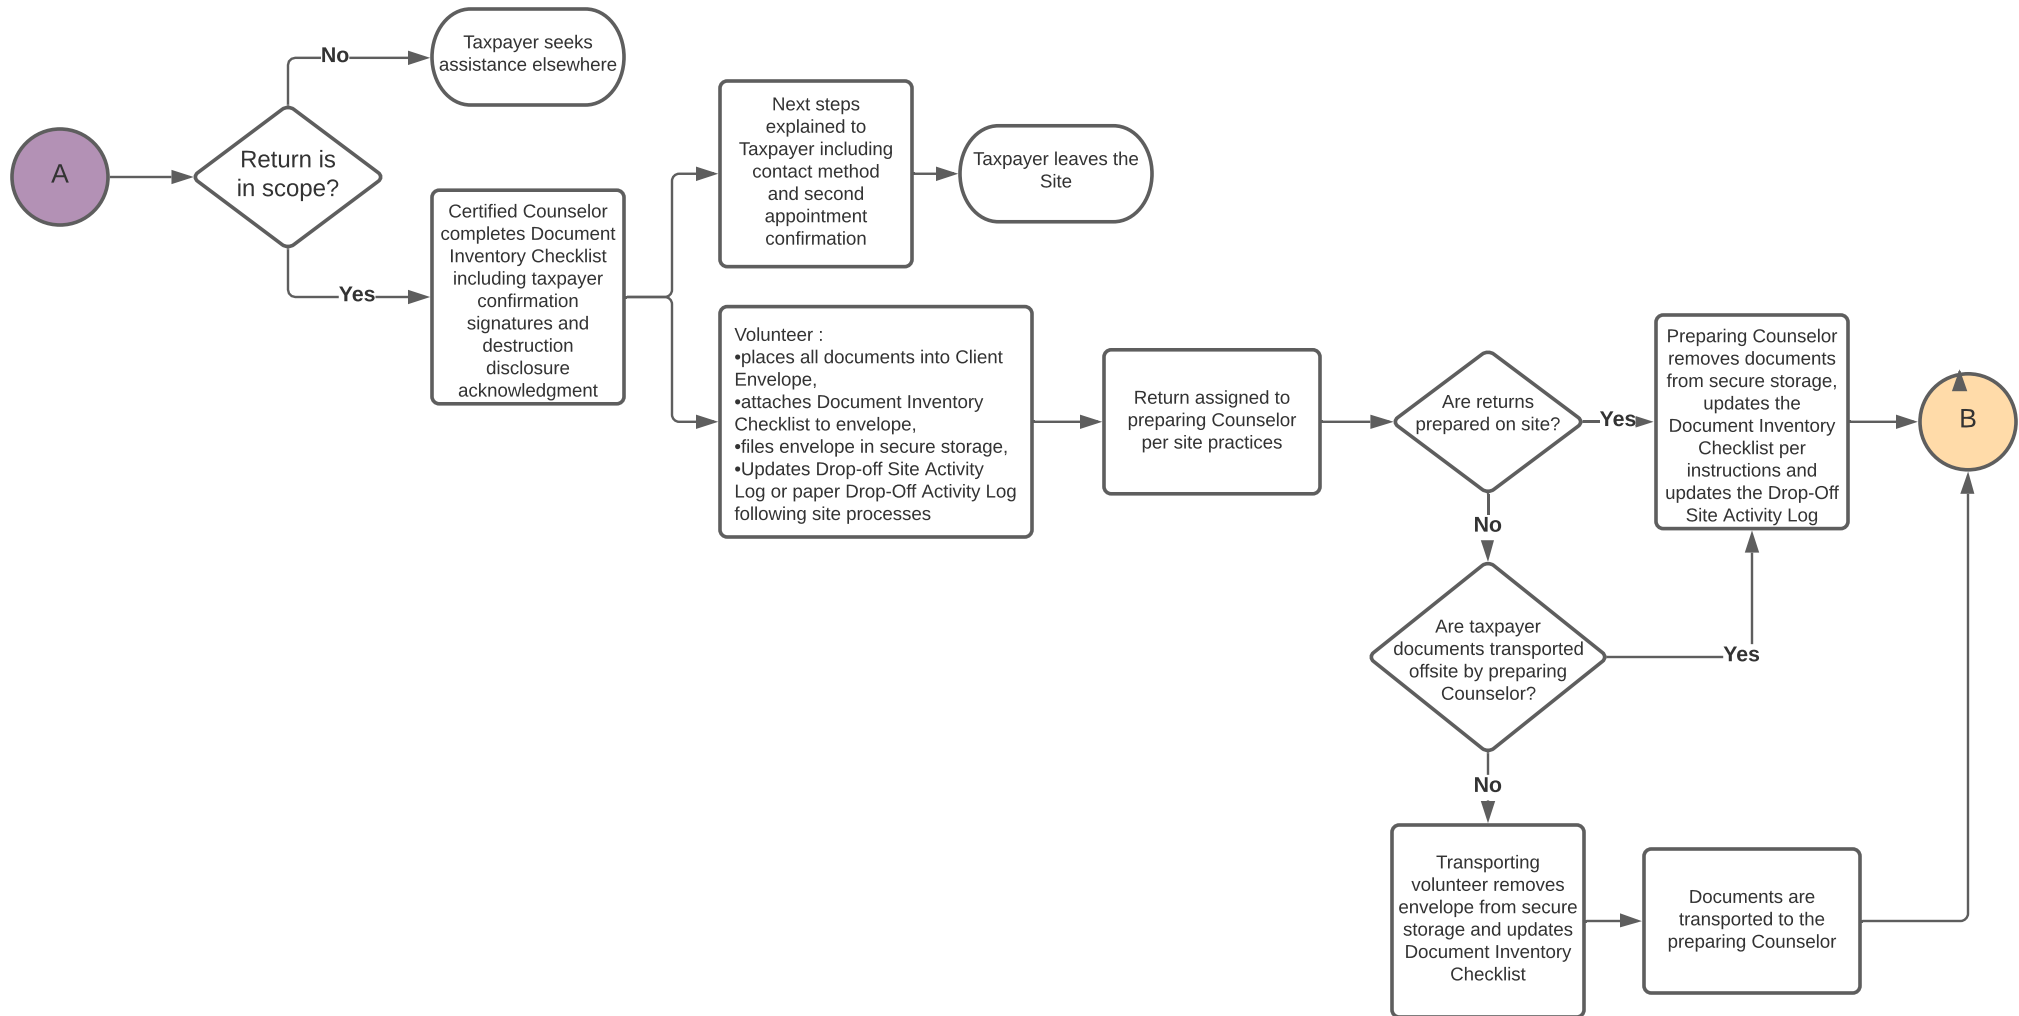 A
Return is
in scope?
No
Taxpayer seeks
assistance elsewhere
Yes
Certified Counselor
completes Document
Inventory Checklist
including taxpayer
confirmation
signatures and
destruction
disclosure
acknowledgment
Next steps
explained to
Taxpayer including
contact method
and second
appointment
confirmation
Taxpayer leaves the
Site
Volunteer :
•places all documents into Client
Envelope,
•attaches Document Inventory
Checklist to envelope,
•files envelope in secure storage,
•Updates Drop-off Site Activity
Log or paper Drop-Off Activity Log
following site processes
Return assigned to
preparing Counselor
per site practices
Are returns
prepared on site?
Yes
Preparing Counselor
removes documents
from secure storage,
updates the
Document Inventory
Checklist per
instructions and
updates the Drop-Off
Site Activity Log
B
No
Are taxpayer
documents transported
offsite by preparing
Counselor?
Yes
No
Transporting
volunteer removes
envelope from secure
storage and updates
Document Inventory
Checklist
Documents are
transported to the
preparing Counselor